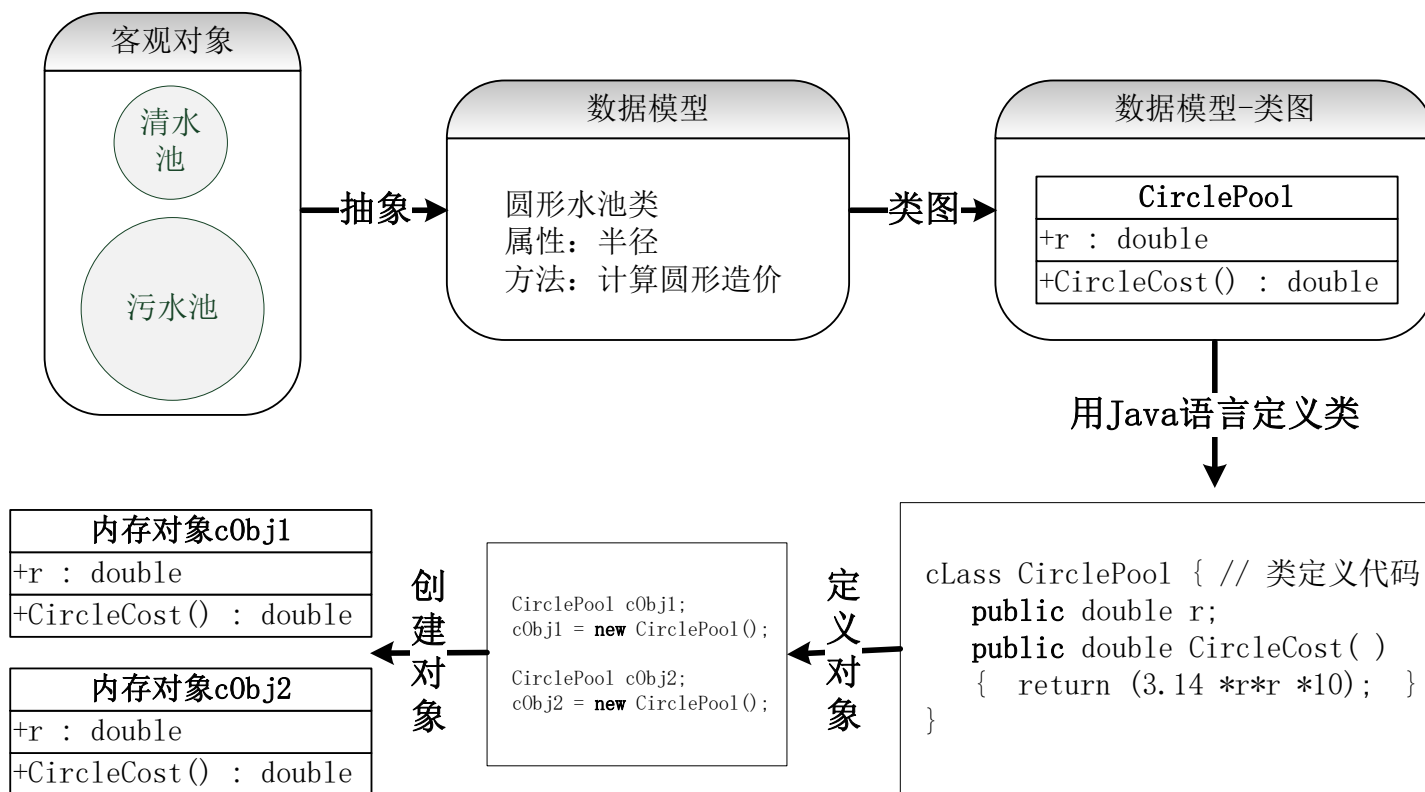 客观对象
清水
池
污水池
抽象
数据模型
圆形水池类
属性：半径
方法：计算圆形造价
类图
数据模型-类图
CirclePool
+r : double
+CircleCost() : double
用Java语言定义类
cLass CirclePool { // 类定义代码
public double r;
public double CircleCost( )
{ return (3.14 *r*r *10); }
}
定义对象
CirclePool cObj1;
cObj1 = new CirclePool();
CirclePool cObj2;
cObj2 = new CirclePool();
创建对象
内存对象cObj1
+r : double
+CircleCost() : double
内存对象cObj2
+r : double
+CircleCost() : double